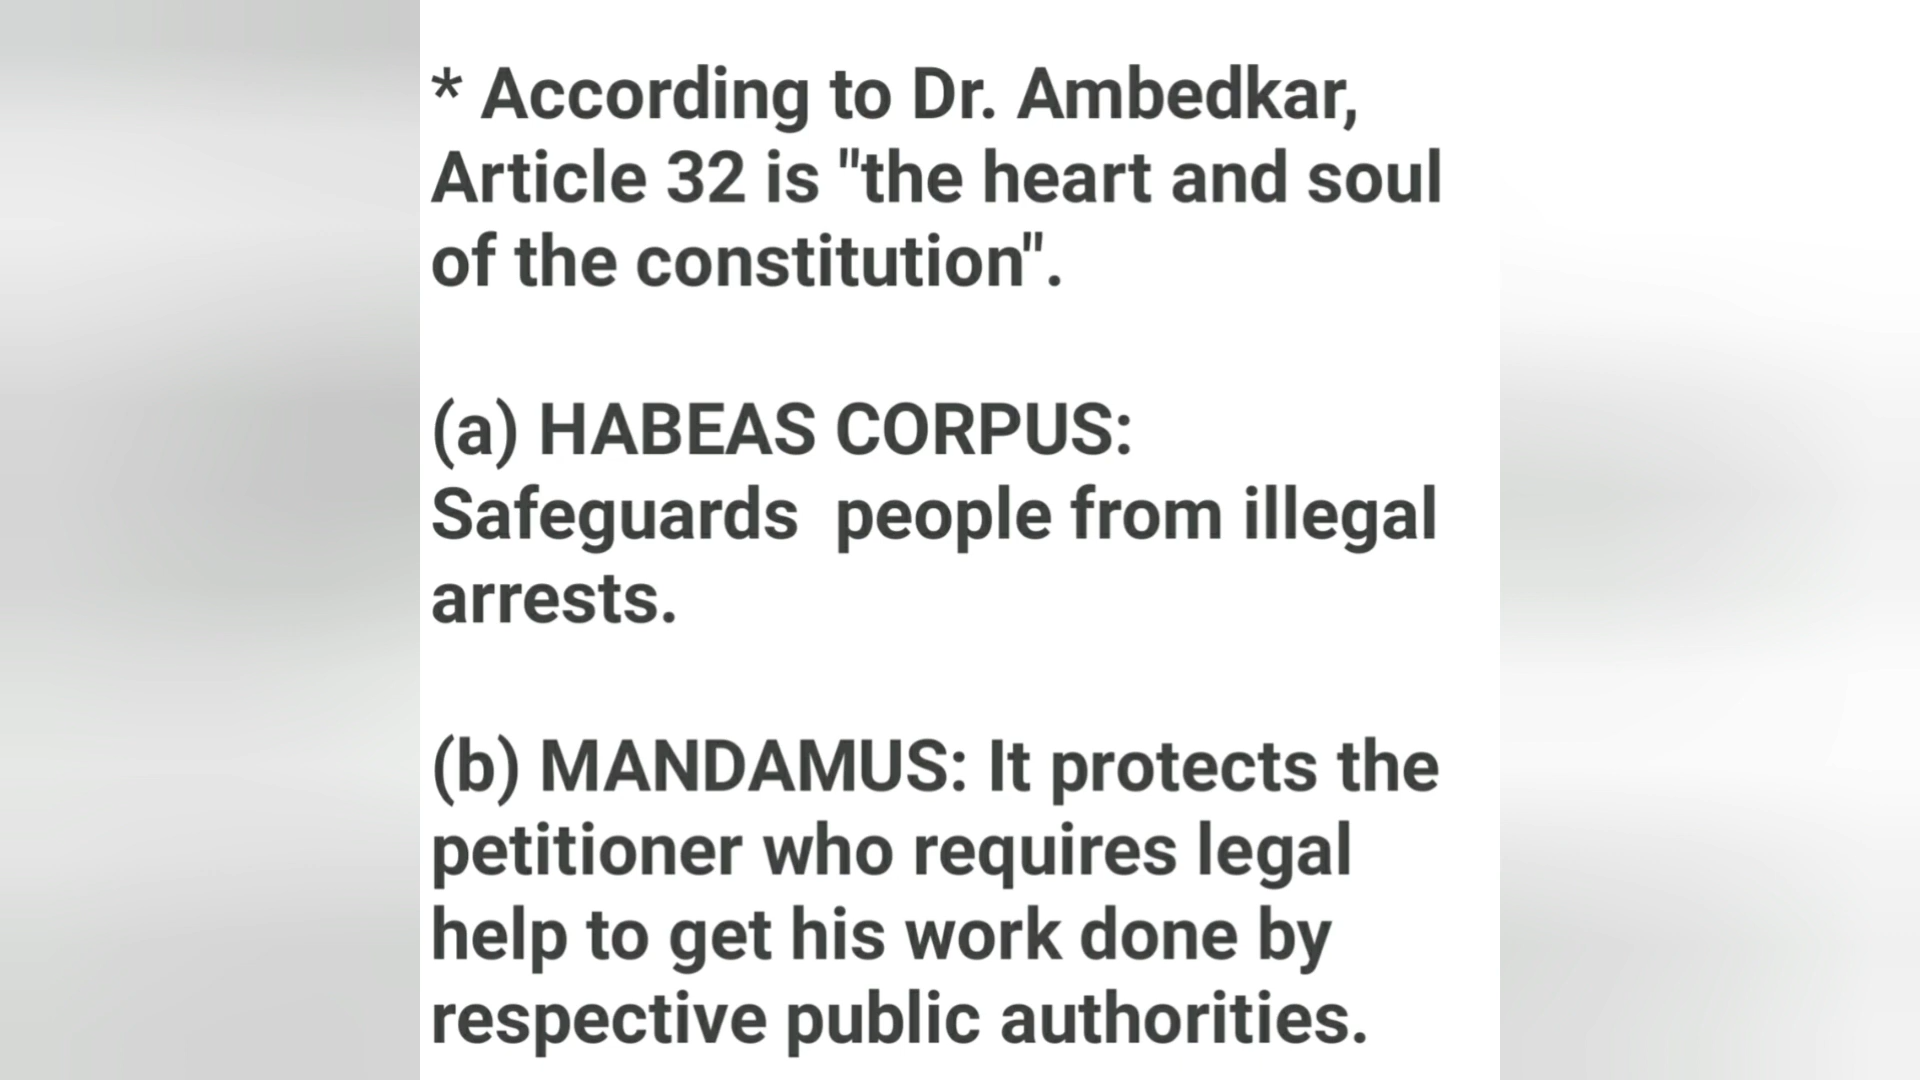 * According to Dr. Ambedkar,
Article 32 is "the heart and soul
of the constitution".
(a) HABEAS CORPUS:
Safeguards  people from illegal
arrests.
(b) MANDAMUS: It protects the
petitioner who requires legal
help to get his work done by
respective public authorities.